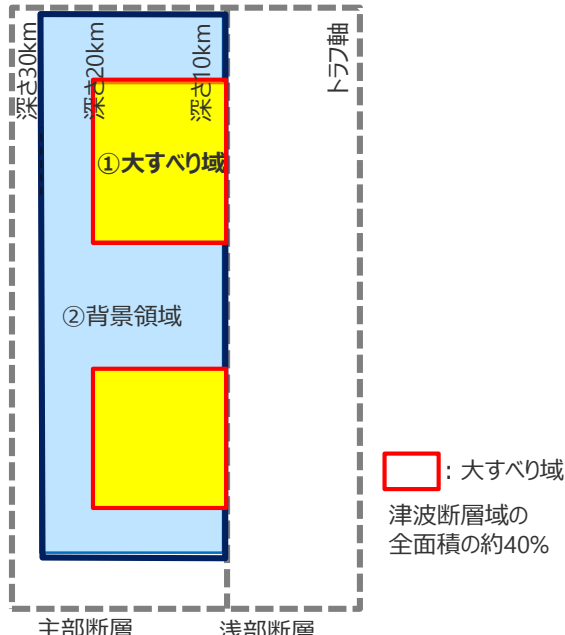 深さ30km
深さ20km
深さ10km
トラフ軸
①大すべり域
②背景領域
：大すべり域
津波断層域の
全面積の約40%
主部断層
浅部断層